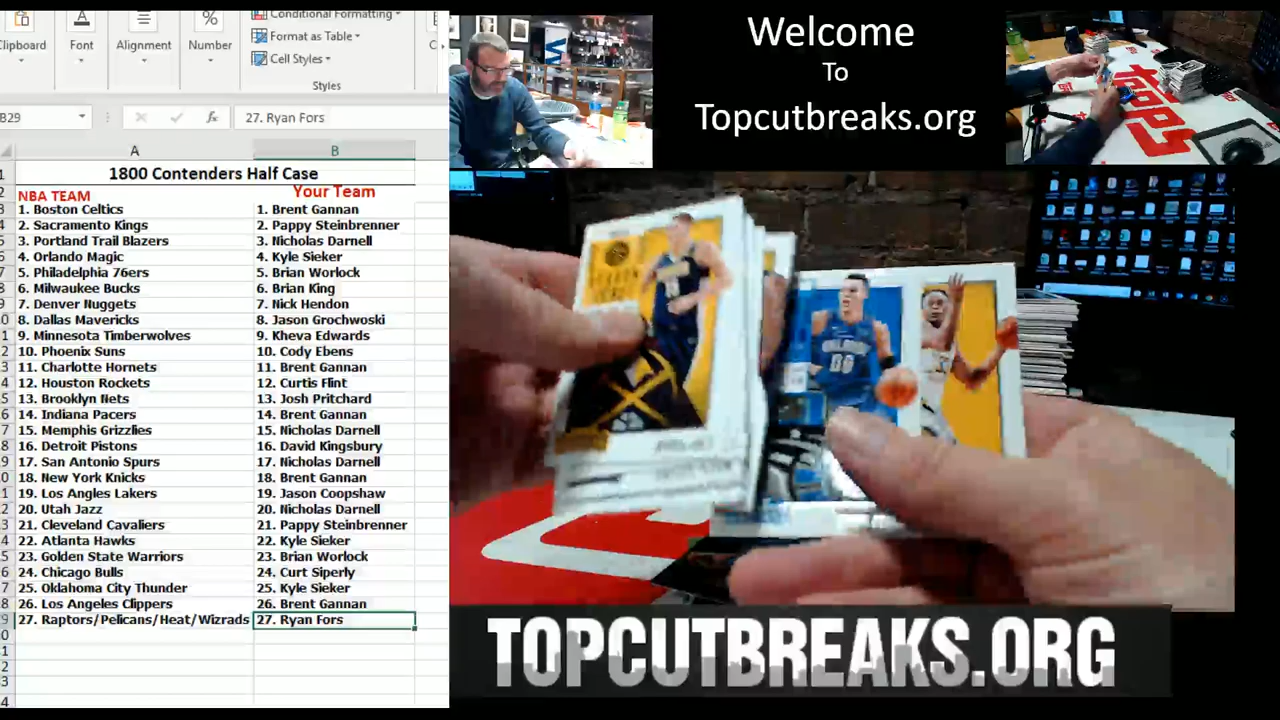 Clipboard
Font
Alignment
Number
Conditional Formatting
Format as Table
Cell Styles
Styles
B29
fx
27. Ryan Fors
A B
1 1800 Contenders Half Case
NBA TEAM Your Team
1. Boston Celtics 1. Brent Gannan
2. Sacramento Kings 2. Pappy Steinbrenner
3. Portland Trail Blazers 3. Nicholas Darnell
4. Orlando Magic 4. Kyle Sieker
5. Philadelphia 76ers 5. Brian Worlock
6. Milwaukee Bucks 6. Brian King
7. Denver Nuggets 7. Nick Hendon
8. Dallas Mavericks 8. Jason Grochwoski
9. Minnesota Timberwolves 9. Kheva Edwards
10. Phoenix Suns 10. Cody Ebens
11. Charlotte Hornets 11. Brent Gannan
12. Houston Rockets 12. Curtis Flint
13. Brooklyn Nets 13. Josh Pritchard
14. Indiana Pacers 14. Brent Gannan
15. Memphis Grizzlies 15. Nicholas Darnell
16. Detroit Pistons 16. David Kingsbury
17. San Antonio Spurs 17. Nicholas Darnell
18. New York Knicks 18. Brent Gannan
19. Los Angles Lakers 19. Jason Coopshaw
20. Utah Jazz 20. Nicholas Darnell
21. Cleveland Cavaliers 21. Pappy Steinbrenner
22. Atlanta Hawks 22. Kyle Sieker
23. Golden State Warriors 23. Brian Worlock
24. Chicago Bulls 24. Curt Siperly
25. Oklahoma City Thunder 25. Kyle Sieker
26. Los Angeles Clippers 26. Brent Gannan
27. Raptors/Pelicans/Heat/Wizrads 27. Ryan Fors
Welcome
To
Topcutbreaks.org
topps
ORLANDO
00
TOPCUTBREAKS.ORG